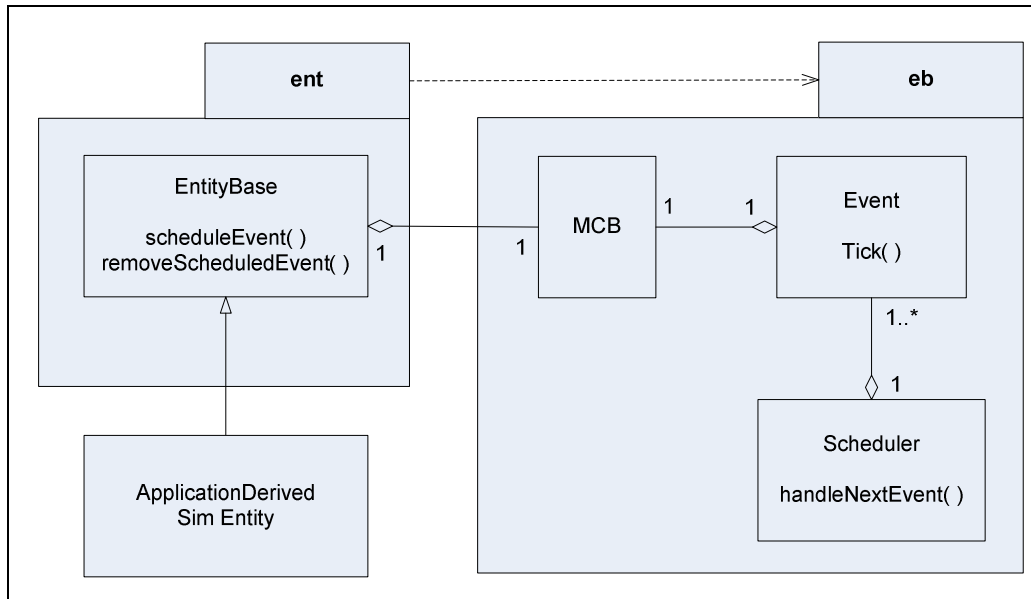 ent
eb
EntityBase
scheduleEvent( )
removeScheduledEvent( )
1
1
MCB
1
1
Event
Tick( )
1..*
1
Scheduler
handleNextEvent( )
ApplicationDerived
Sim Entity